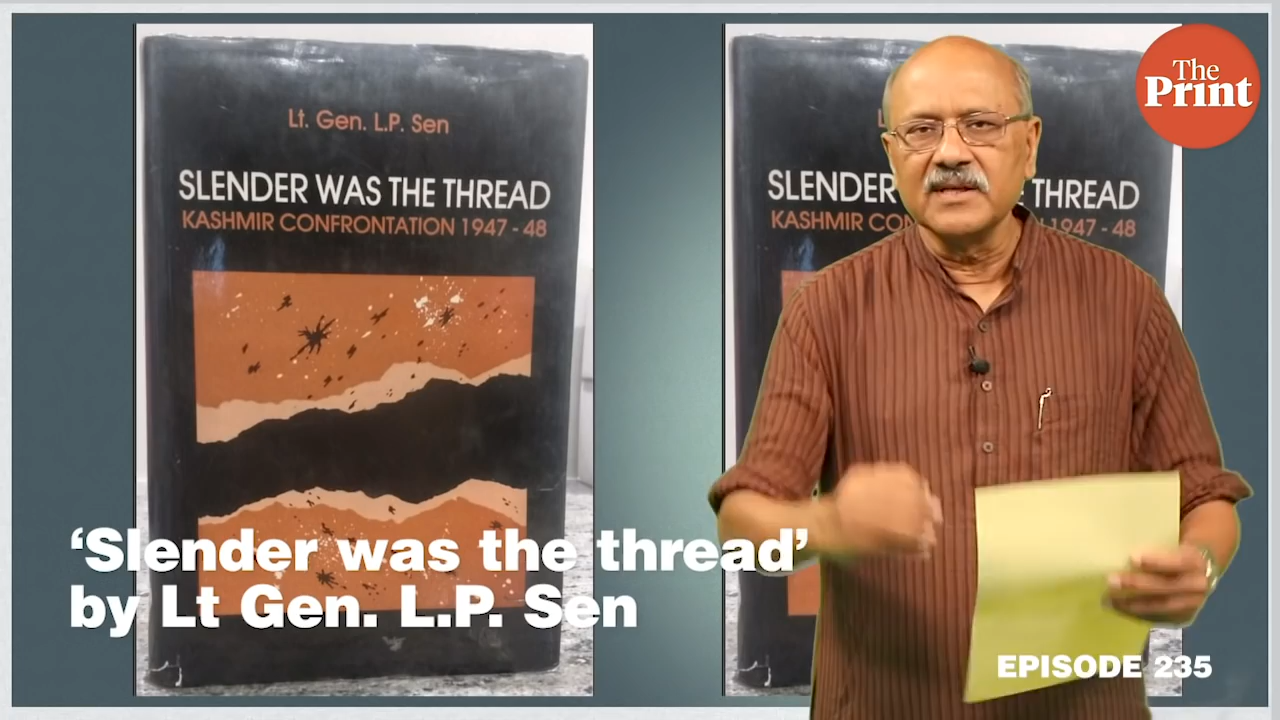 Lt. Gen. L.P. Sen
SLENDER WAS THE THREAD
KASHMIR CONFRONTATION 1947 - 48
The
Print
L
SLENDER THREAD
KASHMIR CON 1947 - 48
‘Slender was the thread’
by Lt Gen. L.P. Sen
EPISODE 235